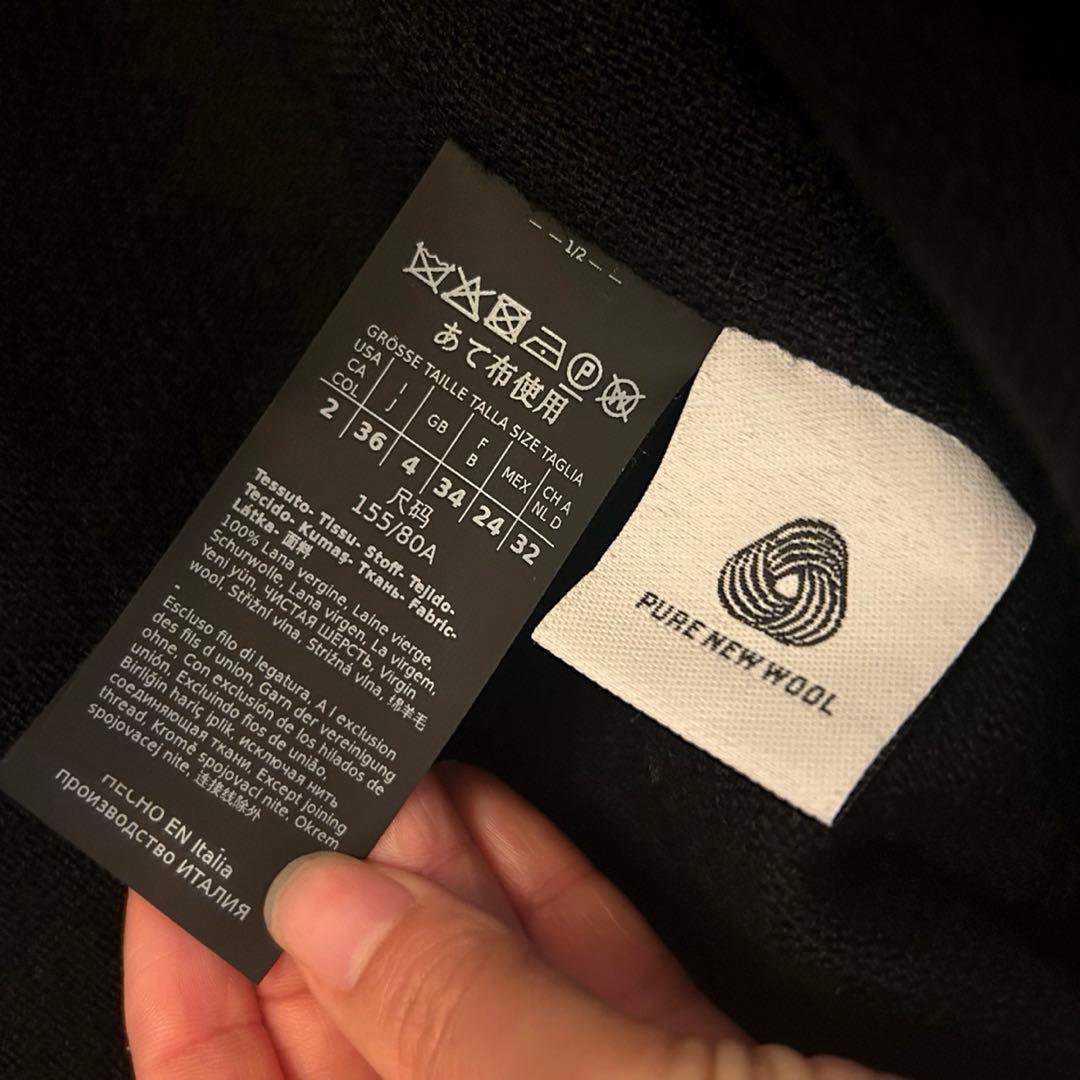 1/2
あて布使用
GRÖSSE TAILLE TALLA SIZE TAGLIA
USA CA COL
I J
GB
F B
MEX
CH A NL D
2 36 4 34 24 32
尺码
155/80A
Tessuto- Tissu- Stoff- Tejido-
Tecido- Kumaş- Ткань- Fabric-
Látka- 面料
100% Lana vergine, Laine vierge,
Schurwolle, Lana virgen, La virgem,
Yeni yün, ЧИСТАЯ ШЕРСТЬ, Virgin
wool, Střižní vlna, Strižná vlna, 绵羊毛
-
Escluso filo di legatura, A l exclusion
des fils d union, Garn der vereinigung
ohne, Con exclusión de los hilados de
unión, Excluindo fios de união,
Birliğin hariç iplik, исключая нить
соединяющая ткани, Except joining
thread, Kromě spojovací nite, Okrem
spojovacej nite, 连接线除外
HECHO EN Italia
производство ИТАЛИЯ
PURE NEW WOOL